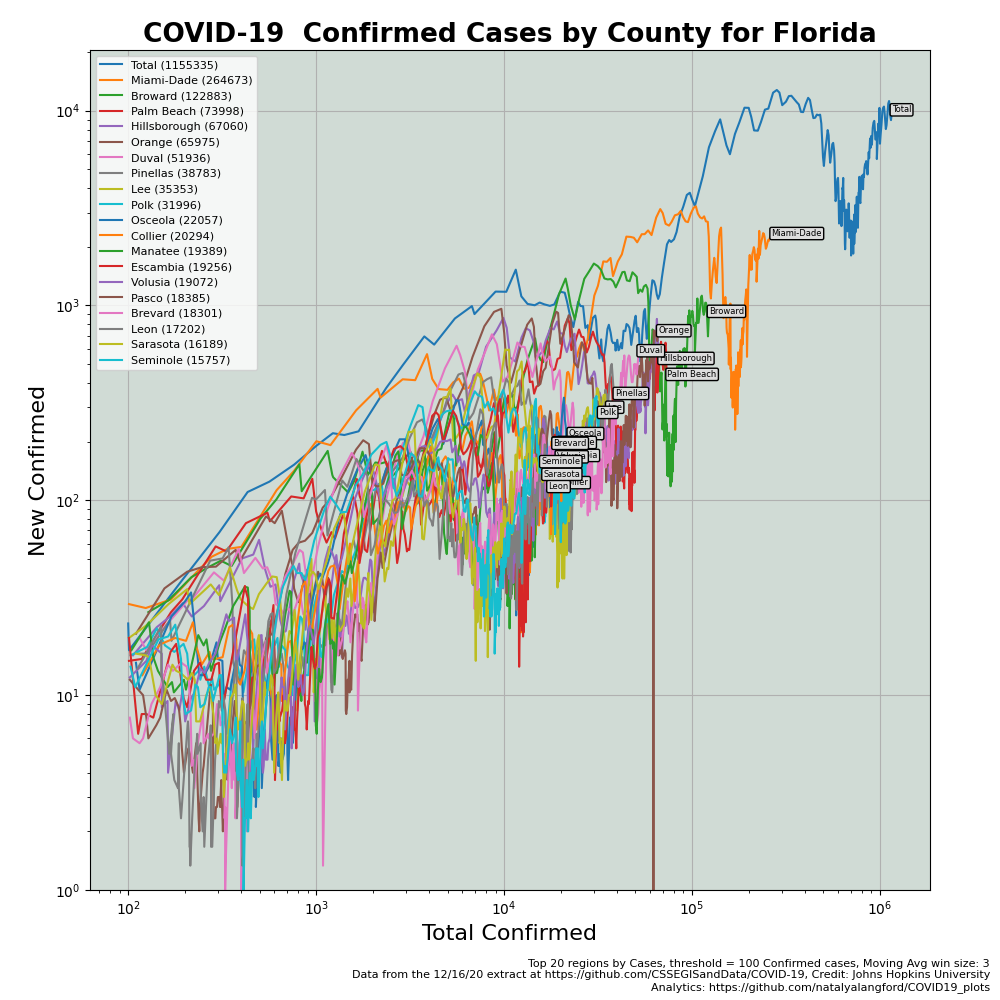 COVID-19  Confirmed Cases by County for Florida
Total (1155335)
Miami-Dade (264673)
Broward (122883)
Palm Beach (73998)
Hillsborough (67060)
Orange (65975)
Duval (51936)
Pinellas (38783)
Lee (35353)
Polk (31996)
Osceola (22057)
Collier (20294)
Manatee (19389)
Escambia (19256)
Volusia (19072)
Pasco (18385)
Brevard (18301)
Leon (17202)
Sarasota (16189)
Seminole (15757)
New Confirmed
10⁴
10³
10²
10¹
10⁰
Total
Miami-Dade
Broward
Orange
Duval
Hillsborough
Palm Beach
Pinellas
Polk
Osceola
Brevard
Seminole
Sarasota
Leon
10²
10³
10⁴
10⁵
10⁶
Total Confirmed
Top 20 regions by Cases, threshold = 100 Confirmed cases, Moving Avg win size: 3
Data from the 12/16/20 extract at https://github.com/CSSEGISandData/COVID-19, Credit: Johns Hopkins University
Analytics: https://github.com/natalyalangford/COVID19_plots